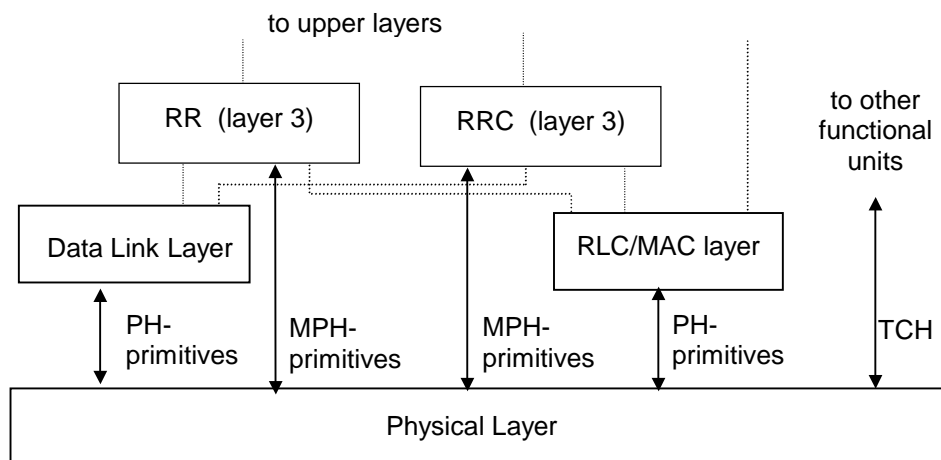 to upper layers
RR (layer 3)
RRC (layer 3)
to other
functional
units
Data Link Layer
RLC/MAC layer
PH-
primitives
MPH-
primitives
MPH-
primitives
PH-
primitives
TCH
Physical Layer